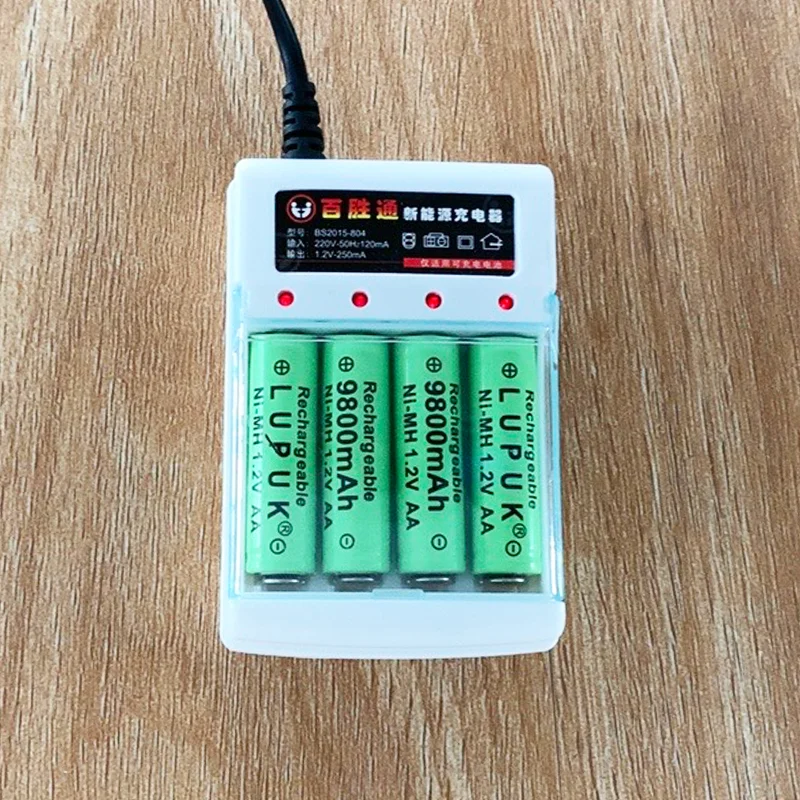 百胜通 新能源充电器
型号: BS2015-804
输入: 220V-50Hz120mA
输出: 1.2V-250mA
仅适用可充电电池
Rechargeable
LUPUK®
Ni-MH 1.2V AA
Rechargeable
9800mAh
Ni-MH 1.2V AA
Rechargeable
9800mAh
Ni-MH 1.2V AA
Rechargeable
LUPUK®
Ni-MH 1.2V AA